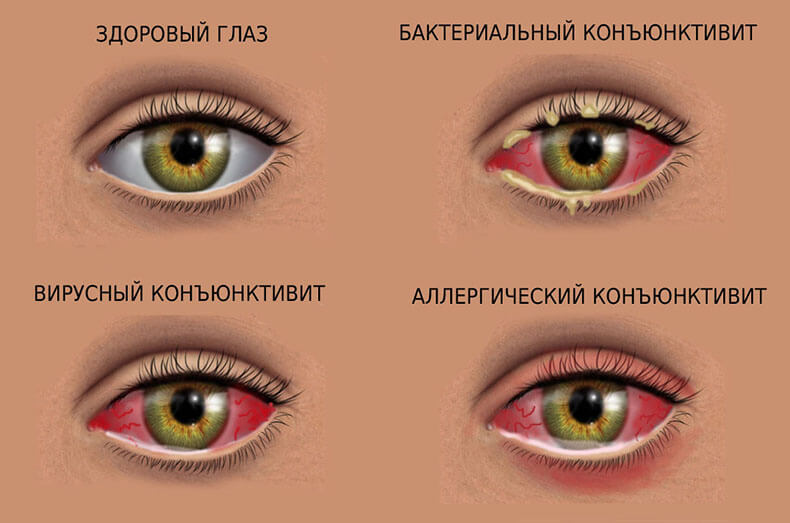 ЗДОРОВЫЙ ГЛАЗ
БАКТЕРИАЛЬНЫЙ КОНЪЮНКТИВИТ
ВИРУСНЫЙ КОНЪЮНКТИВИТ
АЛЛЕРГИЧЕСКИЙ КОНЪЮНКТИВИТ